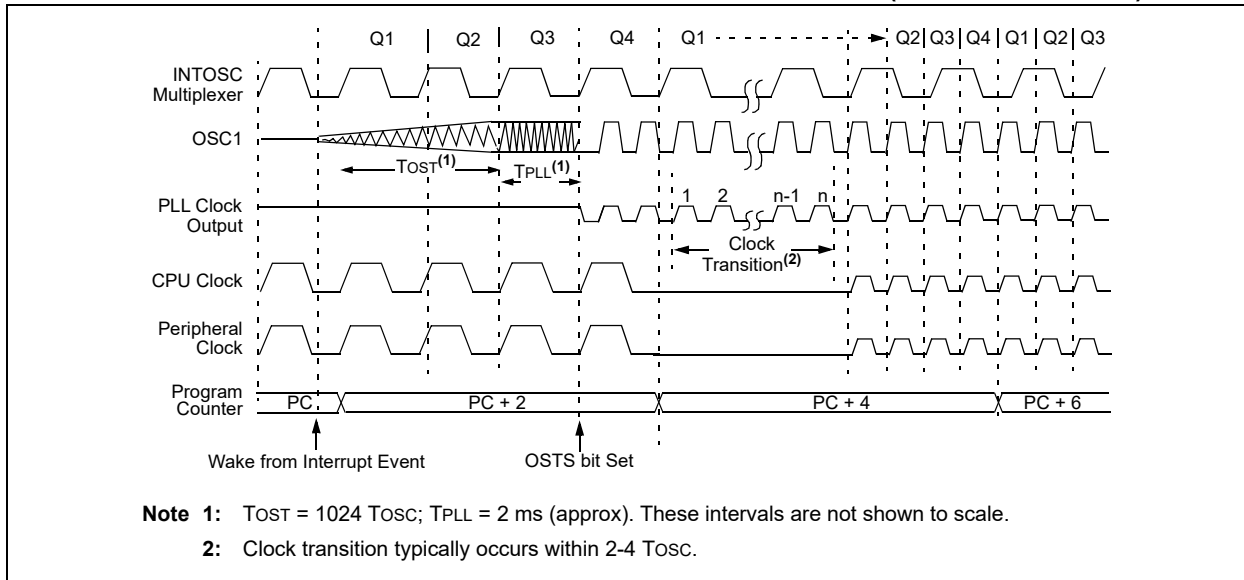 Q1 Q2 Q3 Q4 Q1 Q2 Q3 Q4 Q1 Q2 Q3
INTOSC
Multiplexer
OSC1
TOST(1)
TPLL(1)
1 2 n-1 n
PLL Clock
Output
Clock
Transition(2)
CPU Clock
Peripheral
Clock
Program
Counter
PC PC + 2 PC + 4 PC + 6
Wake from Interrupt Event OSTS bit Set
Note 1: TOST = 1024 TOSC; TPLL = 2 ms (approx). These intervals are not shown to scale.
2: Clock transition typically occurs within 2-4 TOSC.